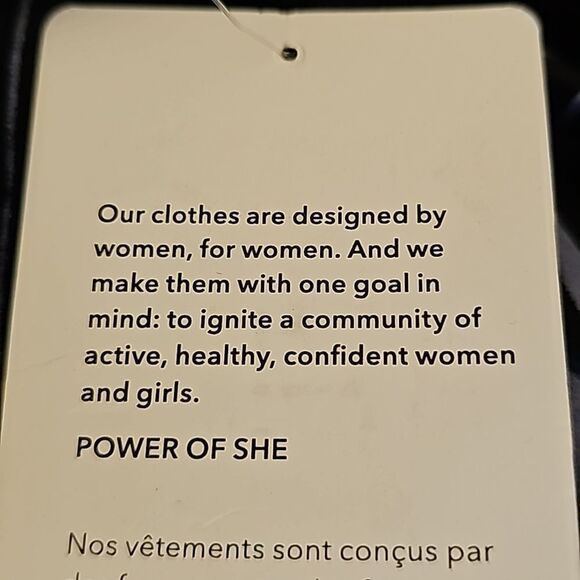 Our clothes are designed by
women, for women. And we
make them with one goal in
mind: to ignite a community of
active, healthy, confident women
and girls.
POWER OF SHE
Nos vêtements sont conçus par